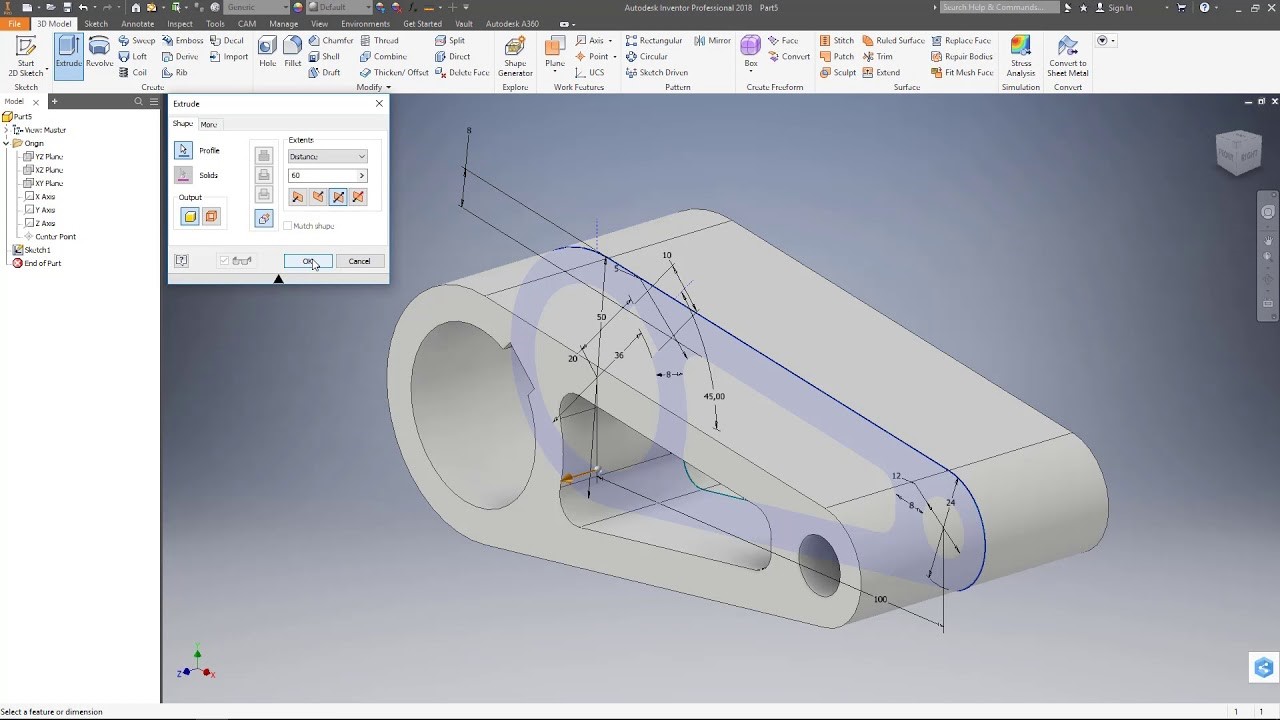 Generic
Default
Autodesk Inventor Professional 2018 Part5
Search Help & Commands...
Sign In
File 3D Model Sketch Annotate Inspect Tools CAM Manage View Environments Get Started Vault Autodesk A360
Start
2D Sketch
Extrude
Revolve
Sweep
Loft
Coil
Emboss
Derive
Rib
Decal
Import
Hole
Fillet
Chamfer
Shell
Draft
Thread
Combine
Thicken/ Offset
Split
Direct
Delete Face
Shape
Generator
Plane
Axis
Point
UCS
Rectangular
Circular
Sketch Driven
Mirror
Box
Face
Convert
Stitch
Patch
Sculpt
Ruled Surface
Trim
Extend
Replace Face
Repair Bodies
Fit Mesh Face
Stress
Analysis
Convert to
Sheet Metal
Sketch Create Modify Explore Work Features Pattern Create Freeform Surface Simulation Convert
Model
Part5
View: Master
Origin
YZ Plane
XZ Plane
XY Plane
X Axis
Y Axis
Z Axis
Center Point
Sketch1
End of Part
Extrude
Shape More
Profile
Solids
Output
Extents
Distance
60
Match shape
OK
Cancel
8
10
5
50
36
20
8
45,00
12
8
24
100
FRONT
RIGHT
Y
Z
X
Select a feature or dimension
1 1